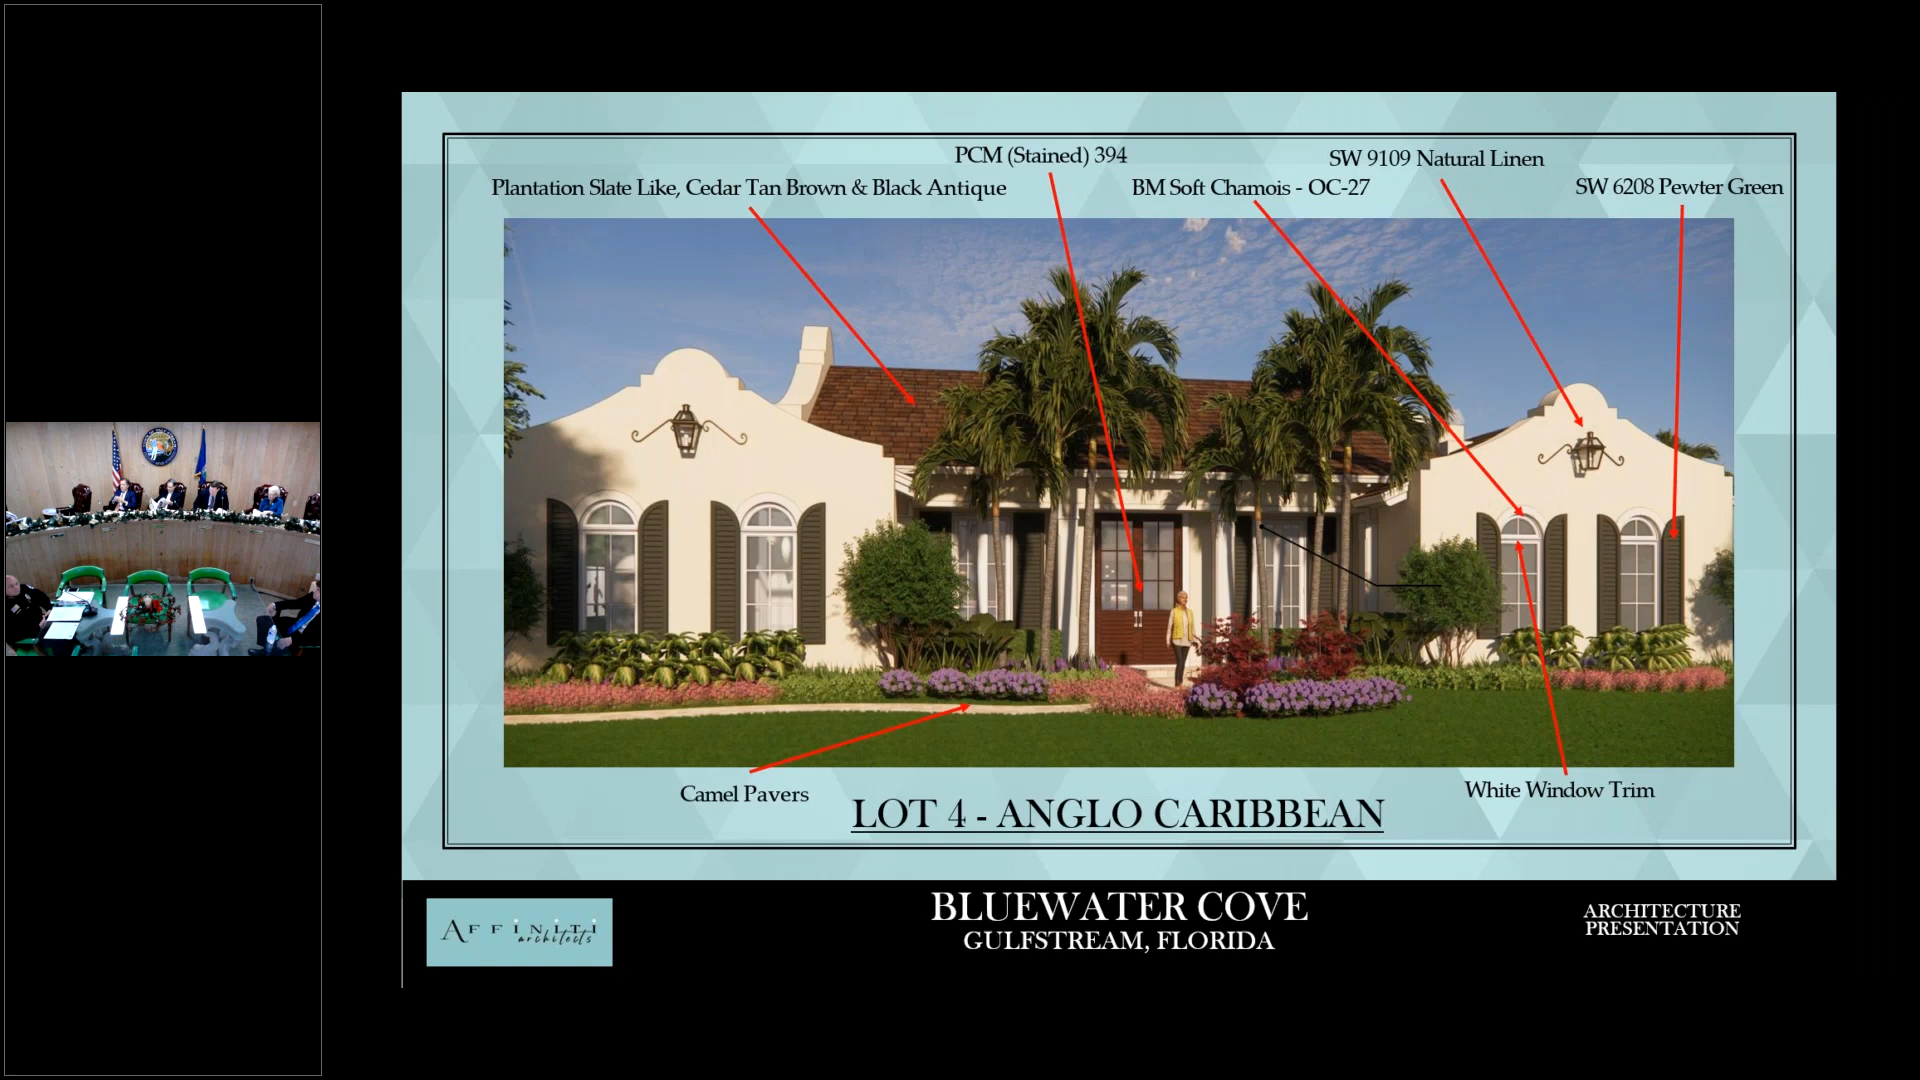 PCM (Stained) 394
SW 9109 Natural Linen
Plantation Slate Like, Cedar Tan Brown & Black Antique
BM Soft Chamois - OC-27
SW 6208 Pewter Green
Camel Pavers
White Window Trim
LOT 4 - ANGLO CARIBBEAN
AFFINITI
architects
BLUEWATER COVE
GULFSTREAM, FLORIDA
ARCHITECTURE
PRESENTATION